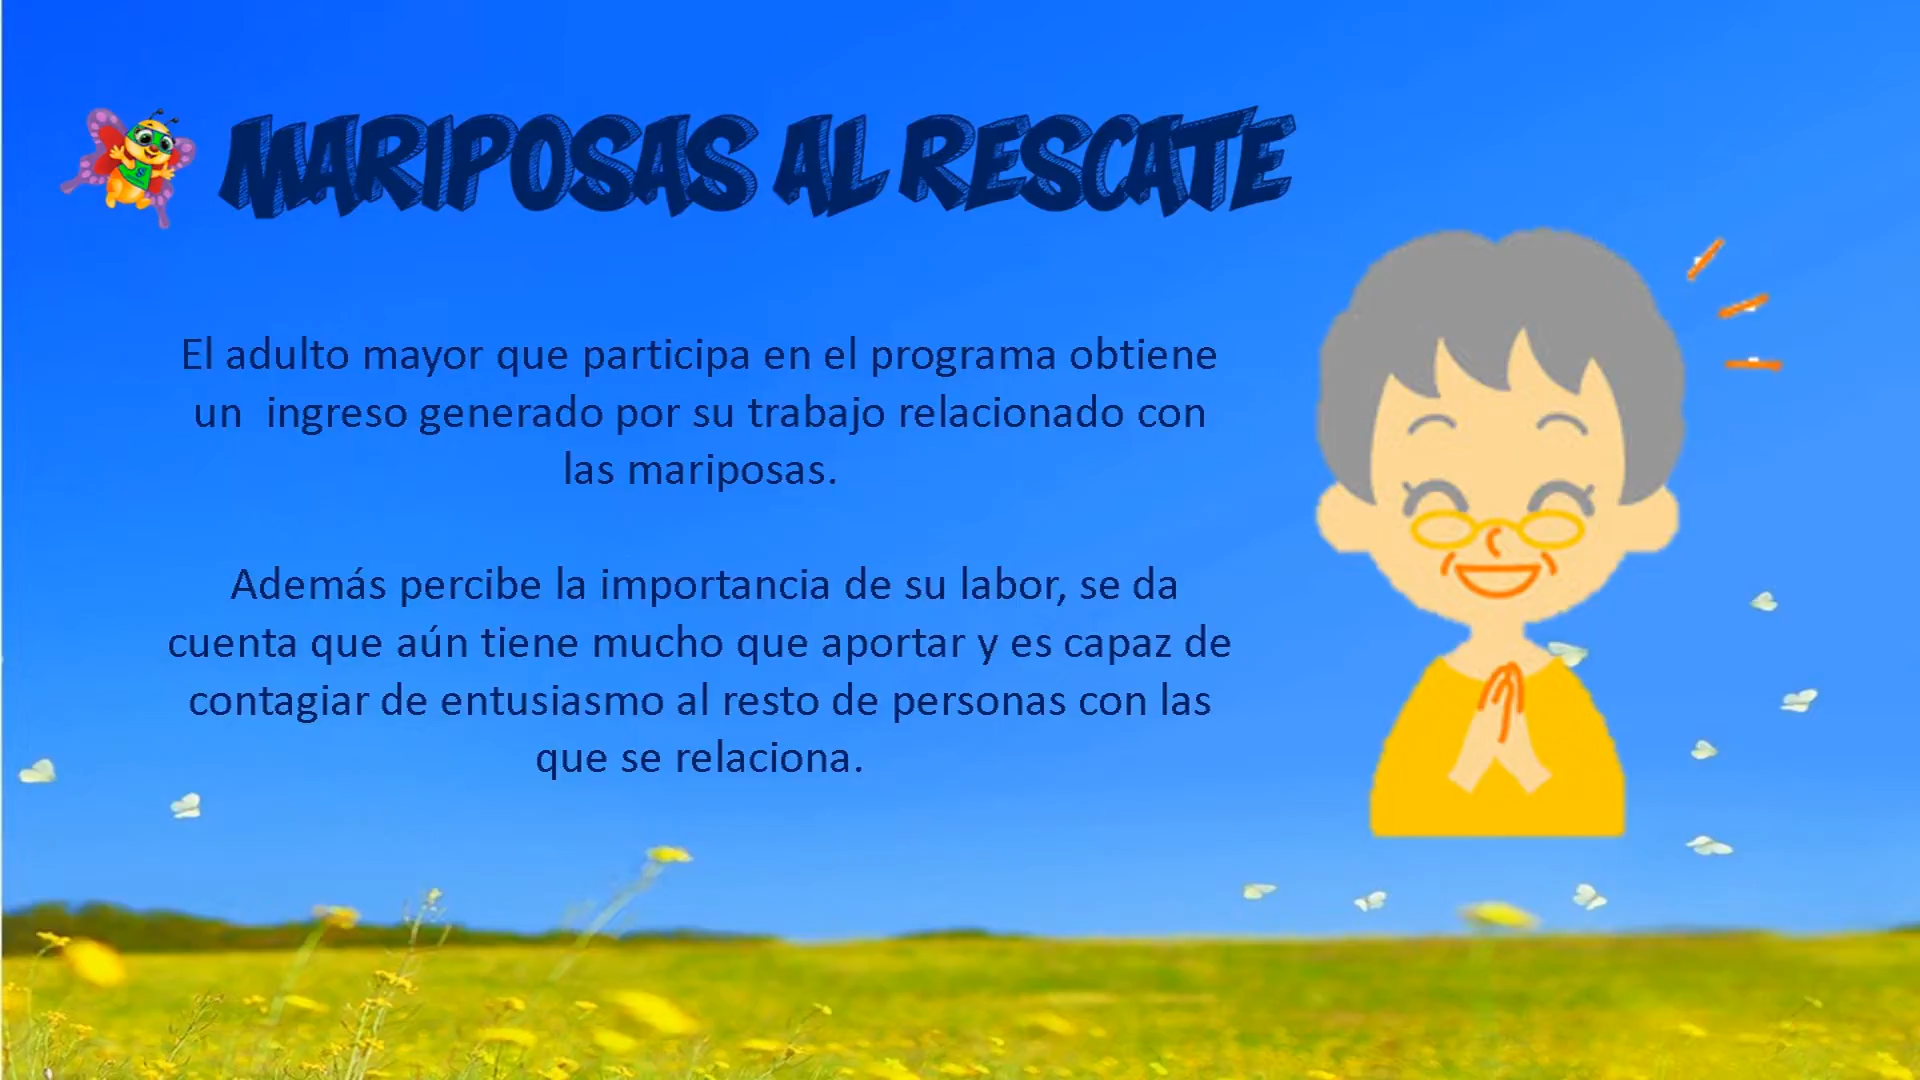 MARIPOSAS AL RESCATE
El adulto mayor que participa en el programa obtiene
un  ingreso generado por su trabajo relacionado con
las mariposas.
Además percibe la importancia de su labor, se da
cuenta que aún tiene mucho que aportar y es capaz de
contagiar de entusiasmo al resto de personas con las
que se relaciona.